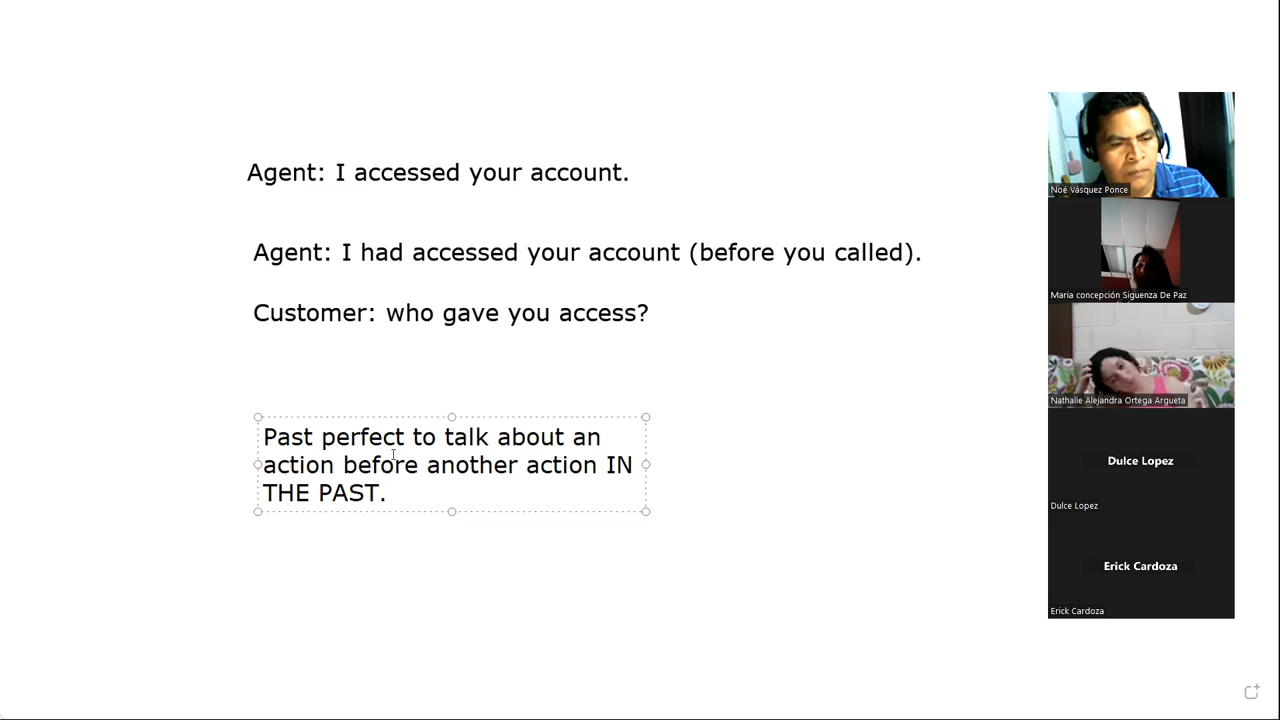 Agent: I accessed your account.
Agent: I had accessed your account (before you called).
Customer: who gave you access?
Past perfect to talk about an
action before another action IN
THE PAST.
Noé Vásquez Ponce
Maria concepción Siguenza De Paz
Nathalie Alejandra Ortega Argueta
Dulce Lopez
Dulce Lopez
Erick Cardoza
Erick Cardoza